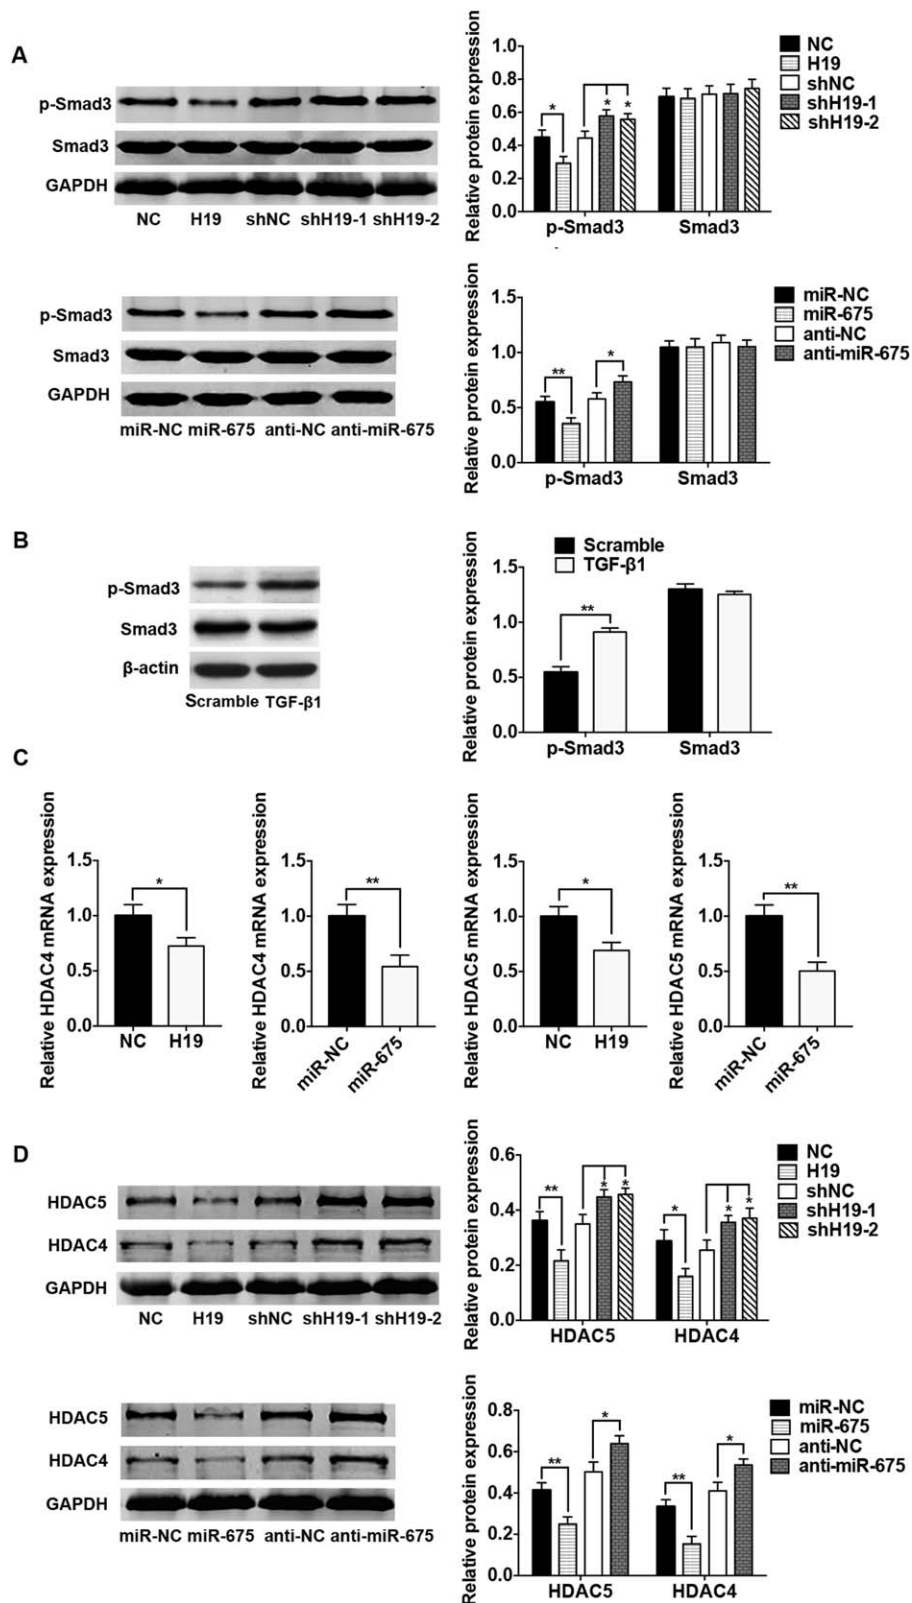 A
p-Smad3
Smad3
GAPDH
NC H19 shNC shH19-1 shH19-2
Relative protein expression
1.0
0.8
0.6
0.4
0.2
0.0
* * *
p-Smad3 Smad3
NC
H19
shNC
shH19-1
shH19-2
p-Smad3
Smad3
GAPDH
miR-NC miR-675 anti-NC anti-miR-675
Relative protein expression
1.5
1.0
0.5
0.0
** *
p-Smad3 Smad3
miR-NC
miR-675
anti-NC
anti-miR-675
B
p-Smad3
Smad3
β-actin
Scramble TGF-β1
Relative protein expression
1.5
1.0
0.5
0.0
**
p-Smad3 Smad3
Scramble
TGF-β1
C
Relative HDAC4 mRNA expression
1.5
1.0
0.5
0.0
*
NC H19
Relative HDAC4 mRNA expression
1.5
1.0
0.5
0.0
**
miR-NC miR-675
Relative HDAC5 mRNA expression
1.5
1.0
0.5
0.0
*
NC H19
Relative HDAC5 mRNA expression
1.5
1.0
0.5
0.0
**
miR-NC miR-675
D
HDAC5
HDAC4
GAPDH
NC H19 shNC shH19-1 shH19-2
Relative protein expression
0.6
0.4
0.2
0.0
** * * * * *
HDAC5 HDAC4
NC
H19
shNC
shH19-1
shH19-2
HDAC5
HDAC4
GAPDH
miR-NC miR-675 anti-NC anti-miR-675
Relative protein expression
0.8
0.6
0.4
0.2
0.0
** * ** *
HDAC5 HDAC4
miR-NC
miR-675
anti-NC
anti-miR-675